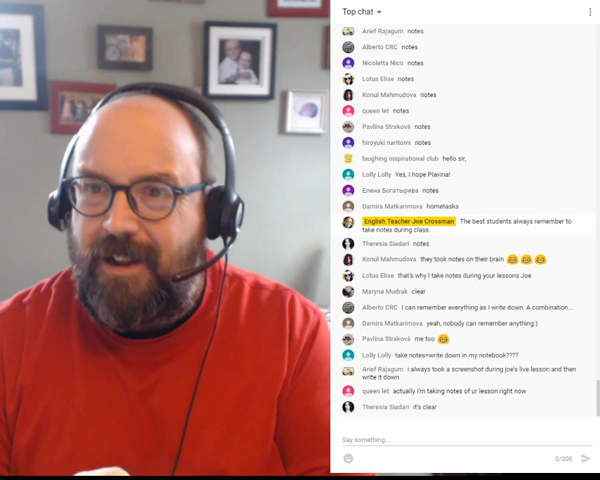 Top chat
Arief Rajagum notes
Alberto CRC notes
Nicoletta Nico notes
Lotus Elise notes
Konul Mahmudova notes
queen let notes
Pavlína Straková notes
hiroyuki naritomi notes
laughing inspirational club hello sir,
Lolly Lolly Yes, I hope Plavina!
Елена Богатырева notes
Damira Matkarimova hometasks
English Teacher Joe Crossman The best students always remember to
take notes during class.
Theresia Siadari notes
Konul Mahmudova they took notes on their brain 😂 😂 😂
Lotus Elise that's why I take notes during your lessons Joe
Maryna Mudrak clear
Alberto CRC I can remember everything as I write down. A combination...
Damira Matkarimova yeah, nobody can remember anything:)
Pavlína Straková me too 😂
Lolly Lolly take notes=write down in my notebook????
Arief Rajagum i always took a screenshot during joe's live lesson and then
write it down
queen let actually I'm taking notes of ur lesson right now
Theresia Siadari it's clear
Say something...
0/200